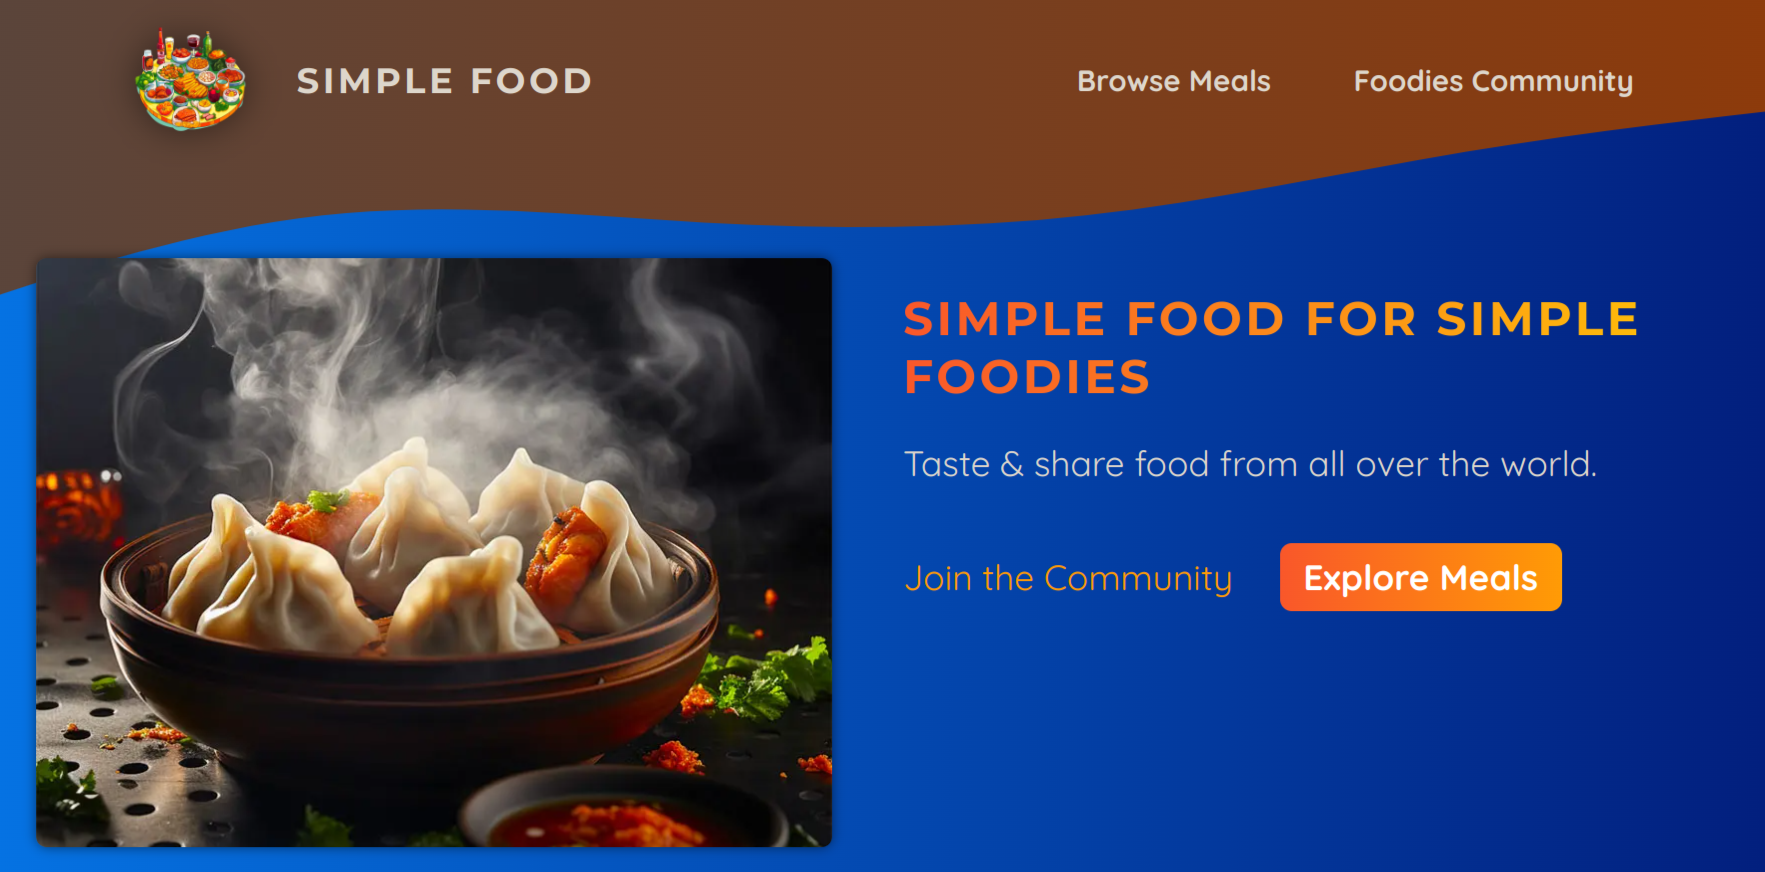 SIMPLE FOOD
Browse Meals
Foodies Community
SIMPLE FOOD FOR SIMPLE
FOODIES
Taste & share food from all over the world.
Join the Community
Explore Meals